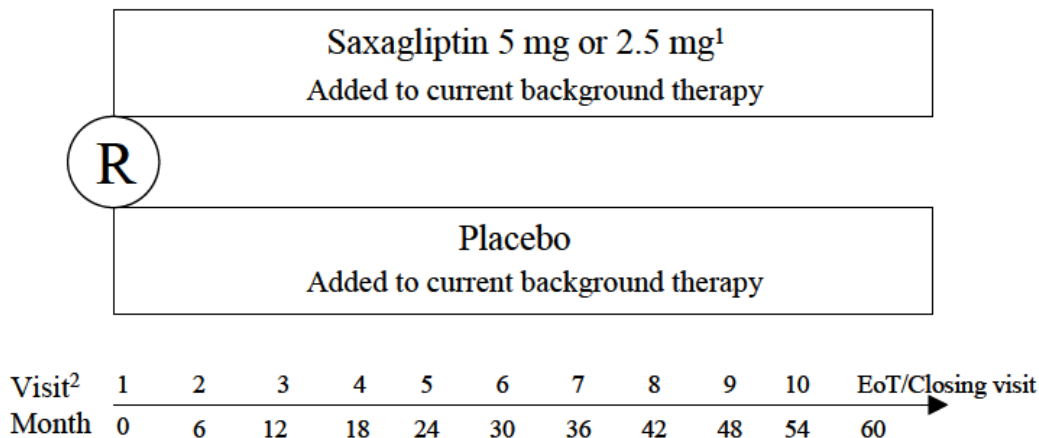 Saxagliptin 5 mg or 2.5 mg¹
Added to current background therapy
R
Placebo
Added to current background therapy
Visit² 1 2 3 4 5 6 7 8 9 10 EoT/Closing visit
Month 0 6 12 18 24 30 36 42 48 54 60